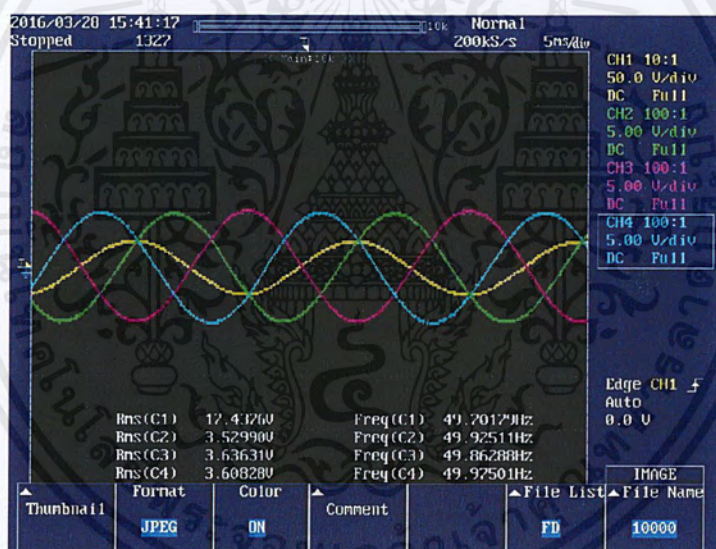 2016/03/28 15:41:17 10k Normal
Stopped 1327 200kS/s 5ms/div
<< Main:10k >>
CH1 10:1
50.0 V/div
DC Full
CH2 100:1
5.00 V/div
DC Full
CH3 100:1
5.00 V/div
DC Full
CH4 100:1
5.00 V/div
DC Full
Edge CH1
Auto
0.0 V
Rms(C1) 17.4376V Freq(C1) 49.70179Hz
Rms(C2) 3.52990V Freq(C2) 49.92511Hz
Rms(C3) 3.63631V Freq(C3) 49.86288Hz
Rms(C4) 3.60828V Freq(C4) 49.97501Hz
IMAGE
Thumbnail
Format
JPEG
Color
ON
Comment
File List
FD
File Name
10000